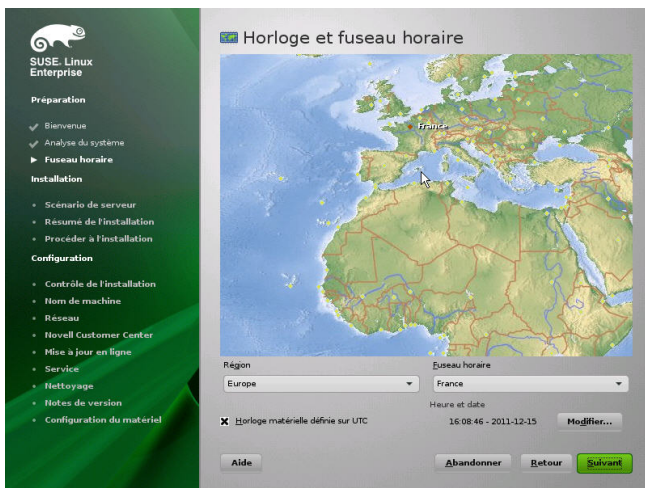 SUSE. Linux
Enterprise
Préparation
Bienvenue
Analyse du système
Fuseau horaire
Installation
Scénario de serveur
Résumé de l'installation
Procéder à l'installation
Configuration
Contrôle de l'installation
Nom de machine
Réseau
Novell Customer Center
Mise à jour en ligne
Service
Nettoyage
Notes de version
Configuration du matériel
Horloge et fuseau horaire
France
Région
Fuseau horaire
Europe
France
Heure et date
Horloge matérielle définie sur UTC
16:08:46 - 2011-12-15
Modifier...
Aide
Abandonner
Retour
Suivant